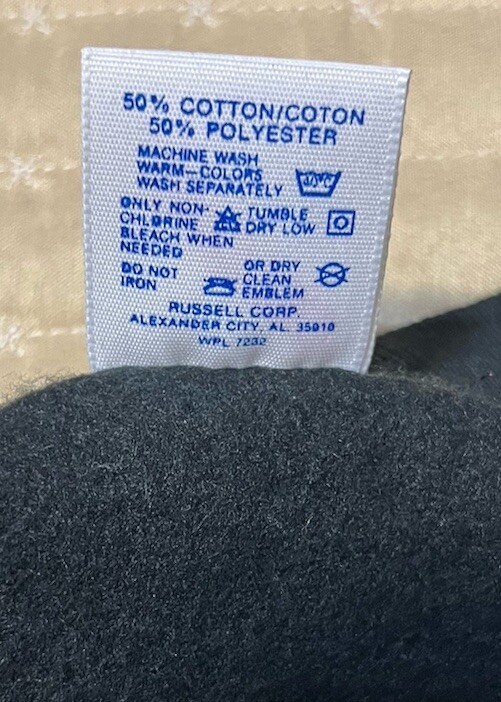 50% COTTON/COTON
50% POLYESTER
MACHINE WASH
WARM-COLORS
WASH SEPARATELY
ONLY NON-
CHLORINE
BLEACH WHEN
NEEDED
TUMBLE
DRY LOW
DO NOT
IRON
OR DRY
CLEAN
EMBLEM
RUSSELL CORP.
ALEXANDER CITY, AL. 35010
WPL 7232